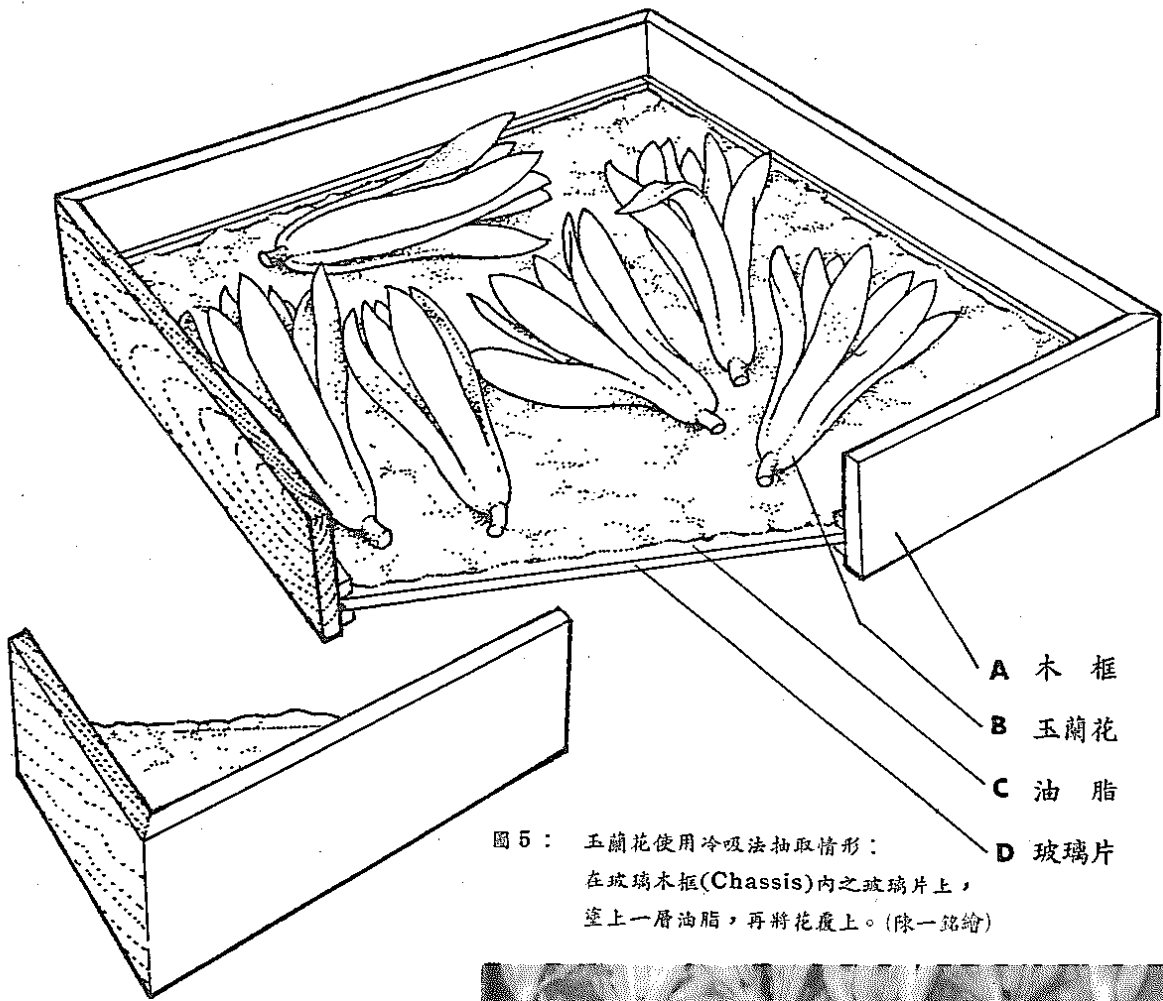 A 木框
B 玉蘭花
C 油脂
D 玻璃片
圖5： 玉蘭花使用冷吸法抽取情形：
在玻璃木框(Chassis)內之玻璃片上，
塗上一層油脂，再將花覆上。(陳一銘繪)